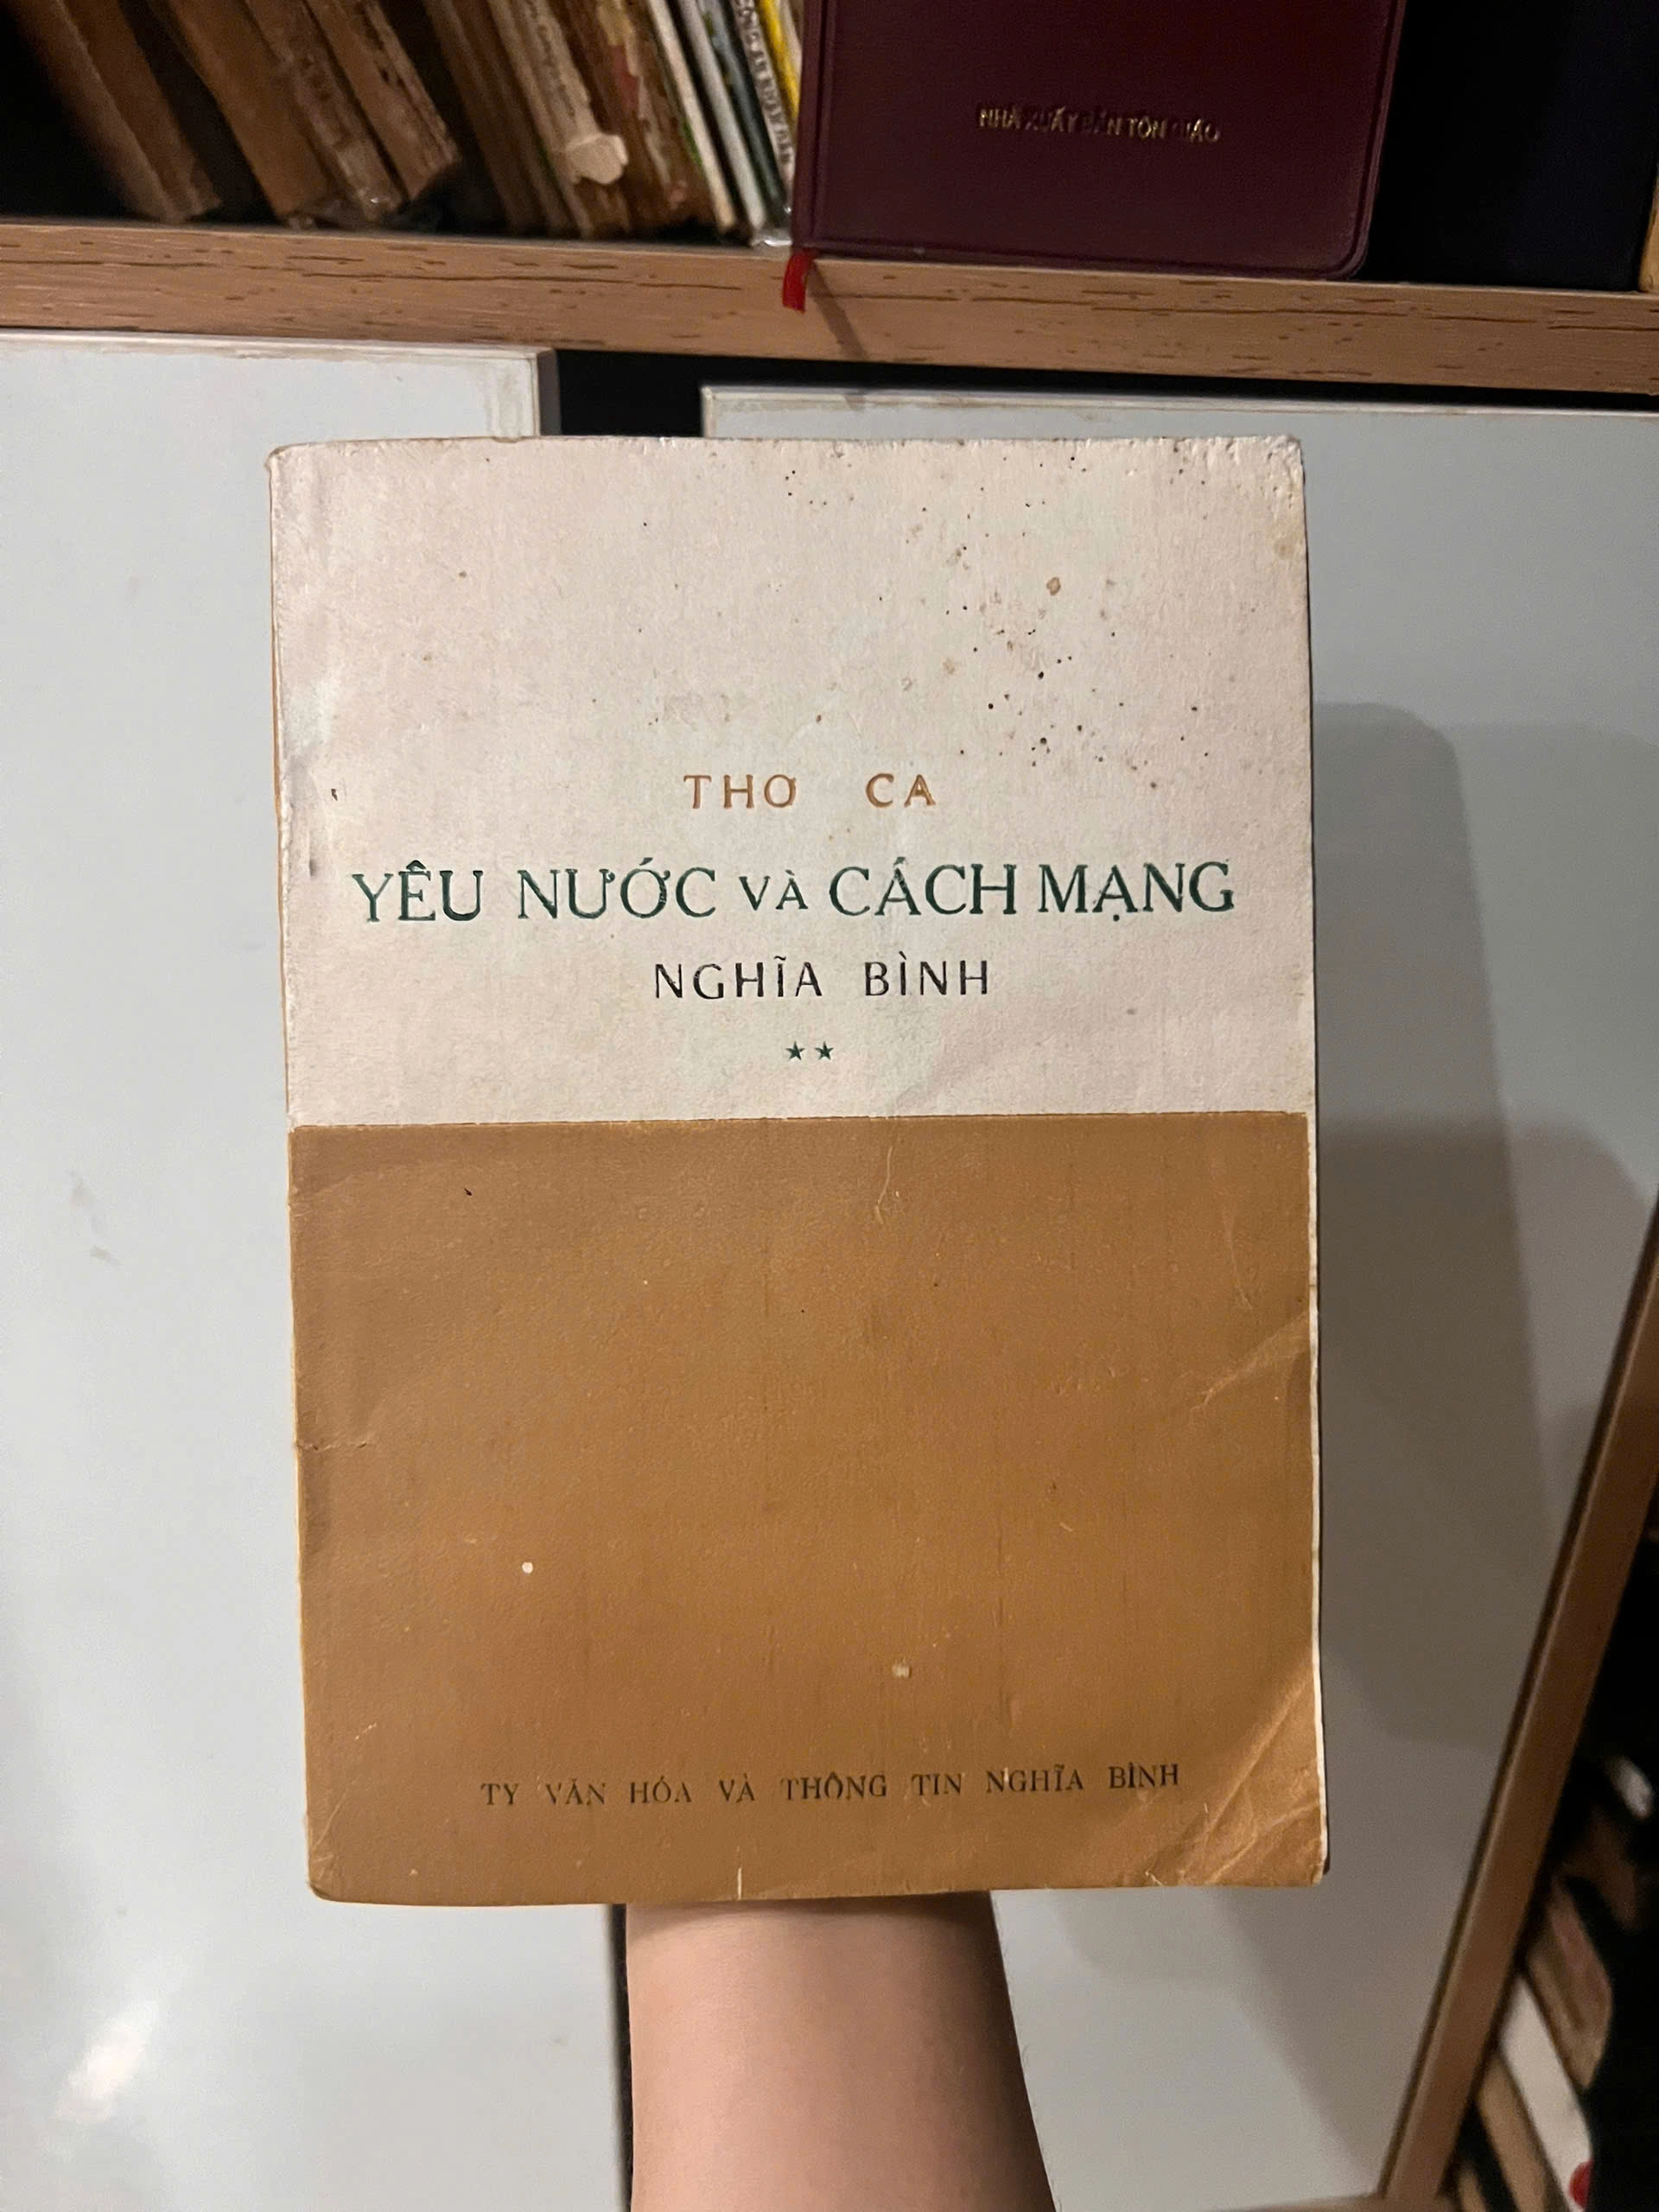 NHÀ XUẤT BẢN TÔN GIÁO
THƠ CA
YÊU NƯỚC VÀ CÁCH MẠNG
NGHĨA BÌNH
★★
TY VĂN HÓA VÀ THÔNG TIN NGHĨA BÌNH